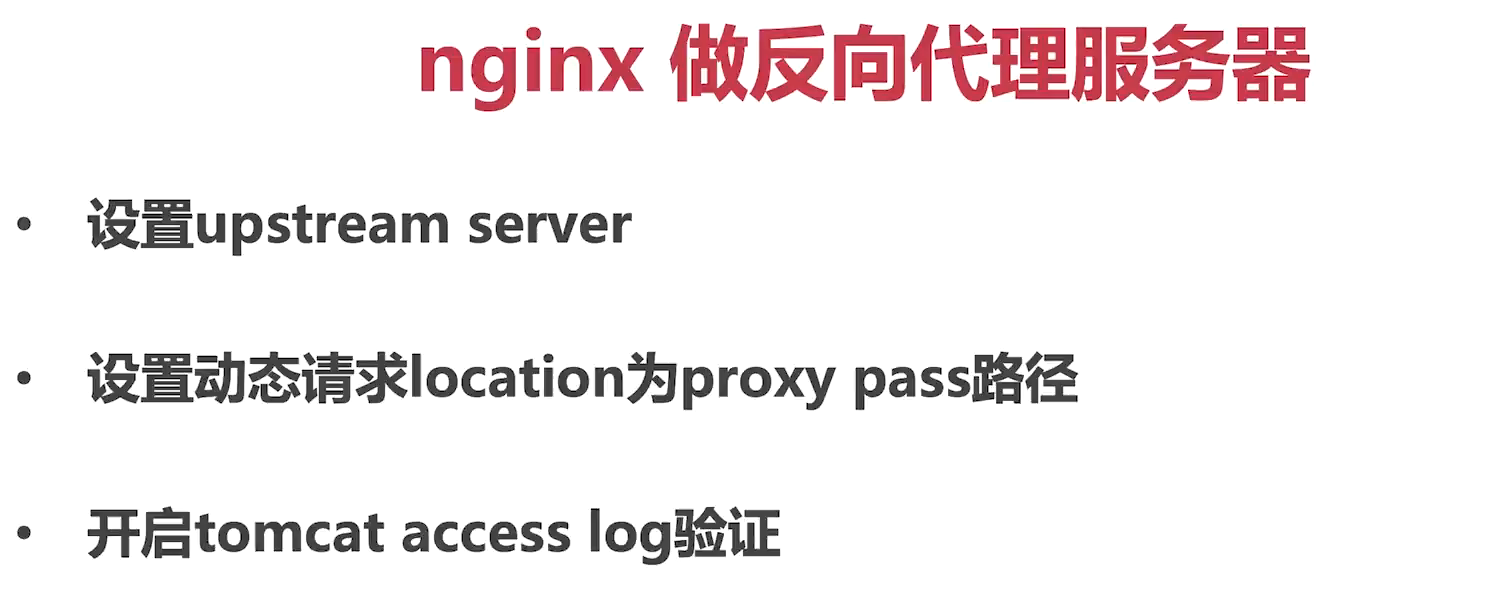 nginx 做反向代理服务器
• 设置upstream server
• 设置动态请求location为proxy pass路径
• 开启tomcat access log验证